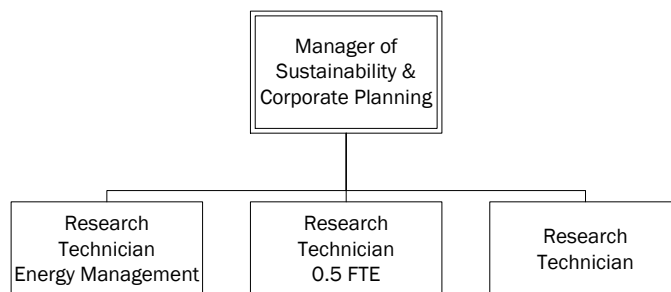 Manager of
Sustainability &
Corporate Planning
Research
Technician
Energy Management
Research
Technician
0.5 FTE
Research
Technician